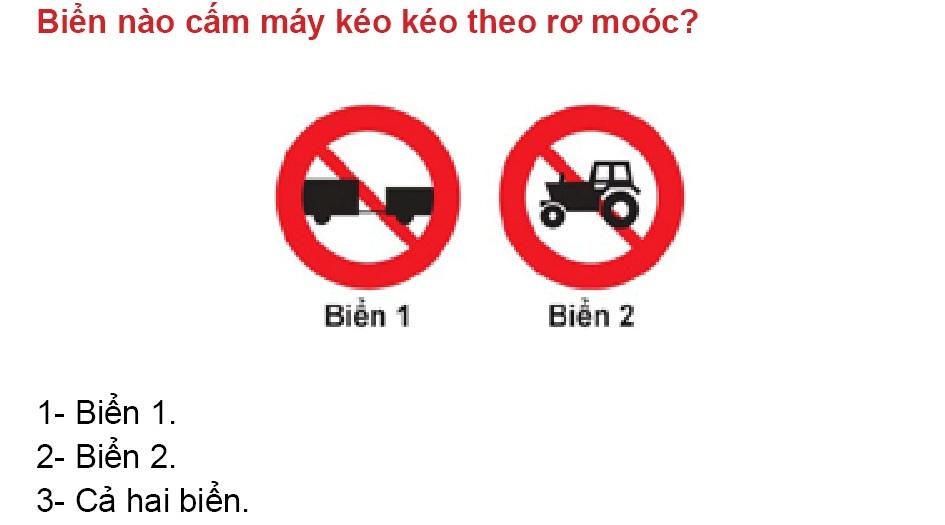 Biển nào cấm máy kéo kéo theo rơ moóc?
Biển 1 Biển 2
1- Biển 1.
2- Biển 2.
3- Cả hai biển.